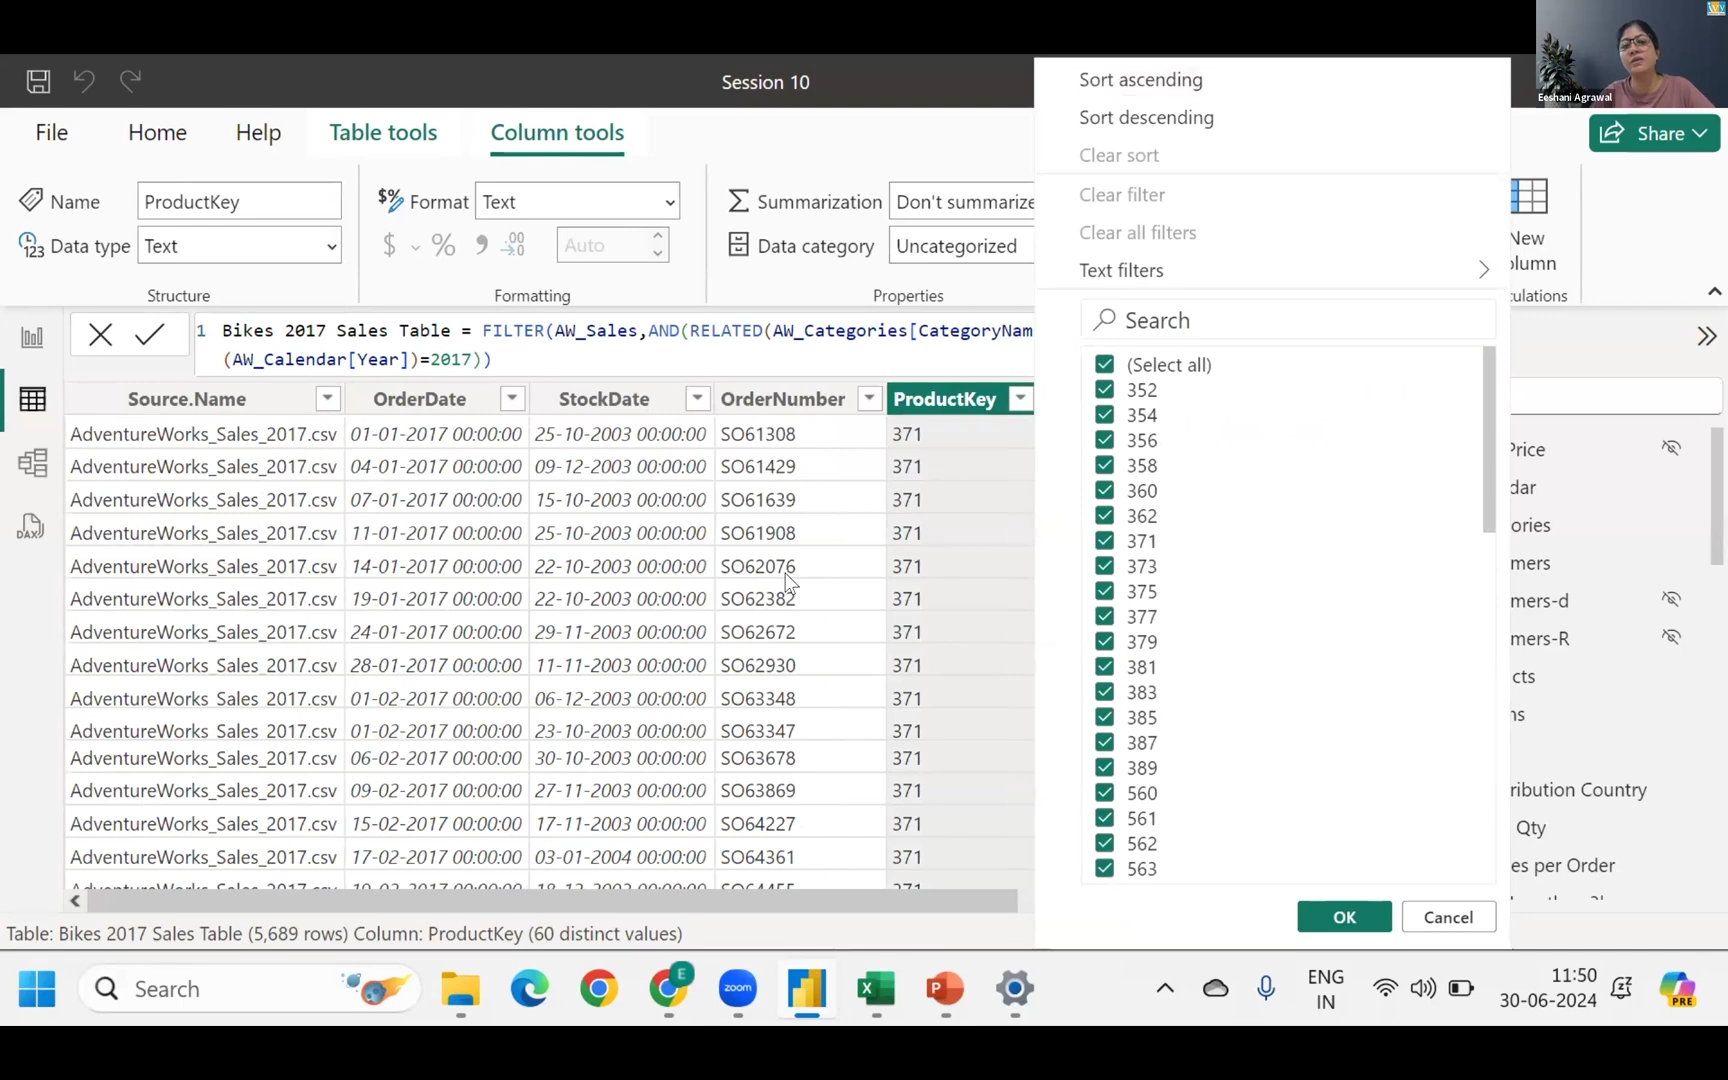 Eeshani Agrawal
Session 10
File
Home
Help
Table tools
Column tools
Share
Name
ProductKey
Format
Text
Summarization
Don't summarize
Data type
Text
$
%
Auto
Data category
Uncategorized
New
Structure
Formatting
Properties
1 Bikes 2017 Sales Table = FILTER(AW_Sales,AND(RELATED(AW_Categories[CategoryNam
(AW_Calendar[Year])=2017))
Source.Name OrderDate StockDate OrderNumber ProductKey
AdventureWorks_Sales_2017.csv 01-01-2017 00:00:00 25-10-2003 00:00:00 SO61308 371
AdventureWorks_Sales_2017.csv 04-01-2017 00:00:00 09-12-2003 00:00:00 SO61429 371
AdventureWorks_Sales_2017.csv 07-01-2017 00:00:00 15-10-2003 00:00:00 SO61639 371
AdventureWorks_Sales_2017.csv 11-01-2017 00:00:00 25-10-2003 00:00:00 SO61908 371
AdventureWorks_Sales_2017.csv 14-01-2017 00:00:00 22-10-2003 00:00:00 SO62076 371
AdventureWorks_Sales_2017.csv 19-01-2017 00:00:00 22-10-2003 00:00:00 SO62382 371
AdventureWorks_Sales_2017.csv 24-01-2017 00:00:00 29-11-2003 00:00:00 SO62672 371
AdventureWorks_Sales_2017.csv 28-01-2017 00:00:00 11-11-2003 00:00:00 SO62930 371
AdventureWorks_Sales_2017.csv 01-02-2017 00:00:00 06-12-2003 00:00:00 SO63348 371
AdventureWorks_Sales_2017.csv 01-02-2017 00:00:00 23-10-2003 00:00:00 SO63347 371
AdventureWorks_Sales_2017.csv 06-02-2017 00:00:00 30-10-2003 00:00:00 SO63678 371
AdventureWorks_Sales_2017.csv 09-02-2017 00:00:00 27-11-2003 00:00:00 SO63869 371
AdventureWorks_Sales_2017.csv 15-02-2017 00:00:00 17-11-2003 00:00:00 SO64227 371
AdventureWorks_Sales_2017.csv 17-02-2017 00:00:00 03-01-2004 00:00:00 SO64361 371
Sort ascending
Sort descending
Clear sort
Clear filter
Clear all filters
Text filters
Search
(Select all)
352
354
356
358
360
362
371
373
375
377
379
381
383
385
387
389
560
561
562
563
OK
Cancel
rice
dar
ories
mers
mers-d
mers-R
cts
ns
ribution Country
Qty
es per Order
Table: Bikes 2017 Sales Table (5,689 rows) Column: ProductKey (60 distinct values)
Search
E
zoom
X
P
ENG
IN
11:50
30-06-2024
PRE